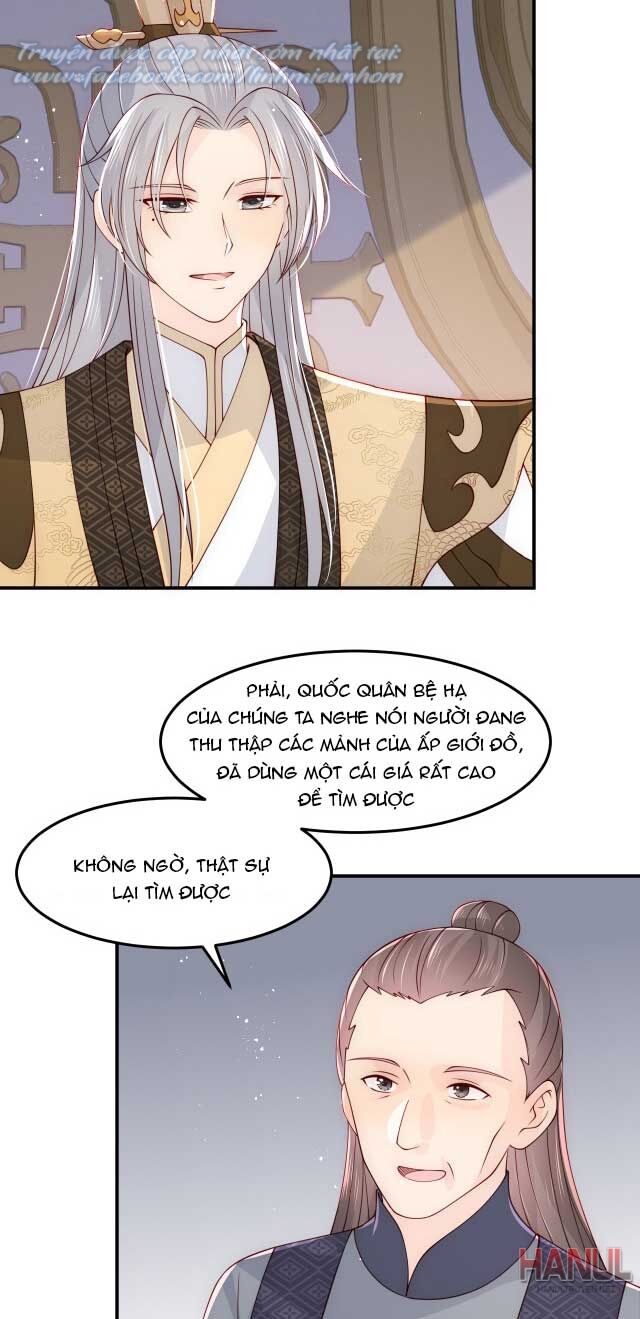 Truyện được cập nhật sớm nhất tại:
www.facebook.com/linhmieunhom
PHẢI, QUỐC QUÂN BỆ HẠ
CỦA CHÚNG TA NGHE NÓI NGƯỜI ĐANG
THU THẬP CÁC MẢNH CỦA ẤP GIỚI ĐỒ,
ĐÃ DÙNG MỘT CÁI GIÁ RẤT CAO
ĐỂ TÌM ĐƯỢC
KHÔNG NGỜ, THẬT SỰ
LẠI TÌM ĐƯỢC
HANUL